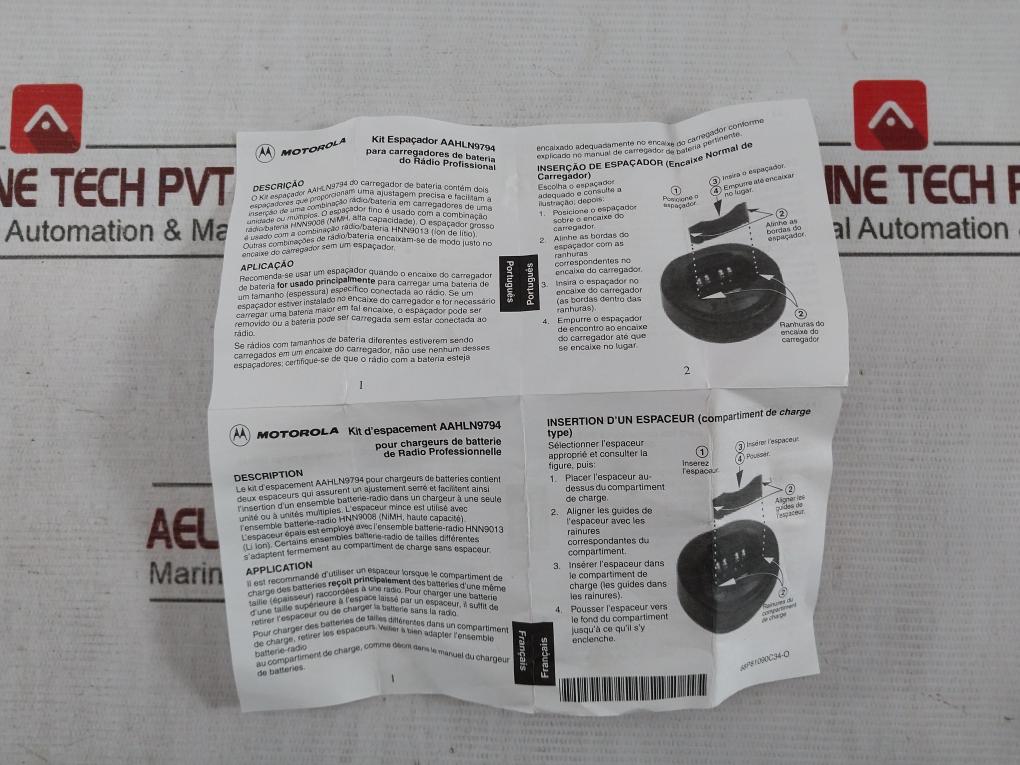 MOTOROLA
Kit Espaçador AAHLN9794
para carregadores de bateria
do Rádio Profissional
DESCRIÇÃO
O Kit espaçador AAHLN9794 do carregador de bateria contém dois
espaçadores que proporcionam uma ajustagem precisa e facilitam a
inserção de uma combinação rádio/bateria em carregadores de uma
unidade ou múltiplos. O espaçador fino é usado com a combinação
rádio/bateria HNN9008 (NiMH, alta capacidade). O espaçador grosso
é usado com a combinação rádio/bateria HNN9013 (íon de lítio).
Outras combinações de rádio/bateria encaixam-se de modo justo no
encaixe do carregador sem um espaçador.
APLICAÇÃO
Recomenda-se usar um espaçador quando o encaixe do carregador
de bateria for usado principalmente para carregar uma bateria de
um tamanho (espessura) específico conectada ao rádio. Se um
espaçador estiver instalado no encaixe do carregador e for necessário
carregar uma bateria maior em tal encaixe, o espaçador pode ser
removido ou a bateria pode ser carregada sem estar conectada ao
rádio.
Se rádios com tamanhos de bateria diferentes estiverem sendo
carregados em um encaixe do carregador, não use nenhum desses
espaçadores; certifique-se de que o rádio com a bateria esteja
1
Português
Português
encaixado adequadamente no encaixe do carregador conforme
explicado no manual de carregador de bateria pertinente.
INSERÇÃO DE ESPAÇADOR (Encaixe Normal de
Carregador)
Escolha o espaçador
adequado e consulte a
ilustração; depois:
1. Posicione o espaçador
sobre o encaixe do
carregador.
2. Alinhe as bordas do
espaçador com as
ranhuras
correspondentes no
encaixe do carregador.
3. Insira o espaçador no
encaixe do carregador
(as bordas dentro das
ranhuras).
4. Empurre o espaçador
de encontro ao encaixe
do carregador até que
se encaixe no lugar.
1
Posicione o
espaçador.
3 Insira o espaçador.
4 Empurre até encaixar
no lugar.
2
Alinhe as
bordas do
espaçador.
2
Ranhuras do
encaixe do
carregador
2
MOTOROLA
Kit d'espacement AAHLN9794
pour chargeurs de batterie
de Radio Professionnelle
DESCRIPTION
Le kit d'espacement AAHLN9794 pour chargeurs de batteries contient
deux espaceurs qui assurent un ajustement serré et facilitent ainsi
l'insertion d'un ensemble batterie-radio dans un chargeur à une seule
unité ou à unités multiples. L'espaceur mince est utilisé avec
l'ensemble batterie-radio HNN9008 (NiMH, haute capacité).
L'espaceur épais est employé avec l'ensemble batterie-radio HNN9013
(Li Ion). Certains ensembles batterie-radio de tailles différentes
s'adaptent fermement au compartiment de charge sans espaceur.
APPLICATION
Il est recommandé d'utiliser un espaceur lorsque le compartiment de
charge des batteries reçoit principalement des batteries d'une même
taille (épaisseur) raccordées à une radio. Pour charger une batterie
d'une taille supérieure à l'espace laissé par un espaceur, il suffit de
retirer l'espaceur ou de charger la batterie sans la radio.
Pour charger des batteries de tailles différentes dans un compartiment
de charge, retirer les espaceurs. Veiller à bien adapter l'ensemble
batterie-radio
au compartiment de charge, comme décrit dans le manuel du chargeur
de batteries.
1
Français
Français
INSERTION D'UN ESPACEUR (compartiment de charge
type)
Sélectionner l'espaceur
approprié et consulter la
figure, puis:
1. Placer l'espaceur au-
dessus du compartiment
de charge.
2. Aligner les guides de
l'espaceur avec les
rainures
correspondantes du
compartiment.
3. Insérer l'espaceur dans
le compartiment de
charge (les guides dans
les rainures).
4. Pousser l'espaceur vers
le fond du compartiment
jusqu'à ce qu'il s'y
enclenche.
1
Inserez
l'espaceur.
3 Insérer l'espaceur.
4 Pousser.
2
Aligner les
guides de
l'espaceur.
2
Rainures du
compartiment
de charge
68P81090C34-O
INE TECH PVT
Automation & Ma
INE TECH PVT
al Automation &
AEL
Marin